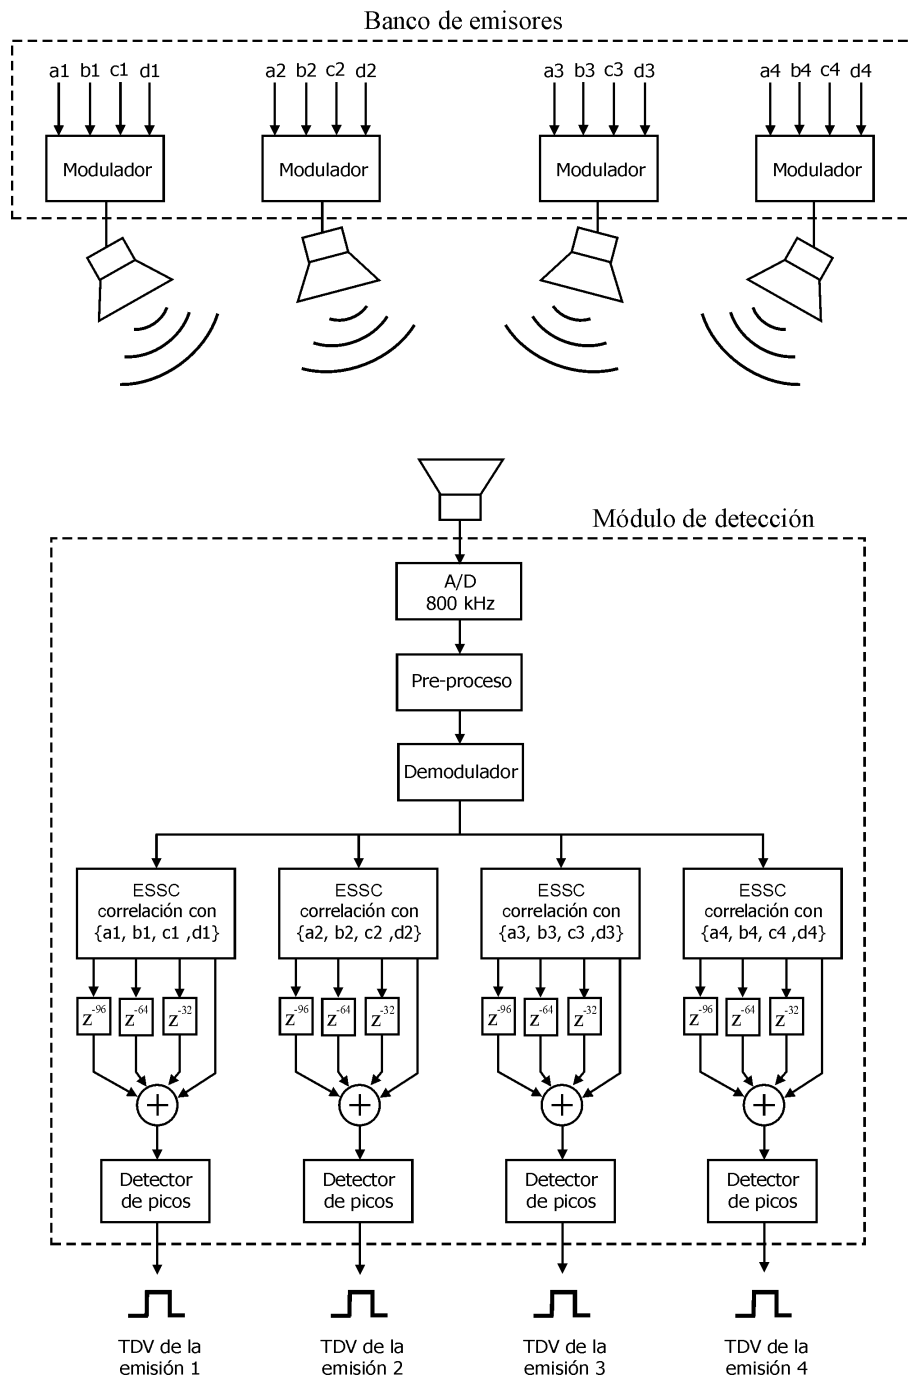 Banco de emisores
a1 b1 c1 d1 a2 b2 c2 d2 a3 b3 c3 d3 a4 b4 c4 d4
Modulador Modulador Modulador Modulador
Módulo de detección
A/D
800 kHz
Pre-proceso
Demodulador
ESSC
correlación con
{a1, b1, c1 ,d1}
ESSC
correlación con
{a2, b2, c2 ,d2}
ESSC
correlación con
{a3, b3, c3 ,d3}
ESSC
correlación con
{a4, b4, c4 ,d4}
z-96 z-64 z-32 z-96 z-64 z-32 z-96 z-64 z-32 z-96 z-64 z-32
+ + + +
Detector
de picos
Detector
de picos
Detector
de picos
Detector
de picos
TDV de la
emisión 1
TDV de la
emisión 2
TDV de la
emisión 3
TDV de la
emisión 4